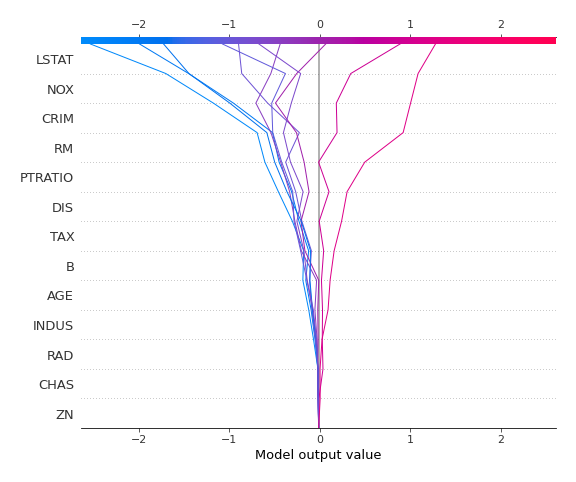 −2 −1 0 1 2
LSTAT
NOX
CRIM
RM
PTRATIO
DIS
TAX
B
AGE
INDUS
RAD
CHAS
ZN
−2 −1 0 1 2
Model output value